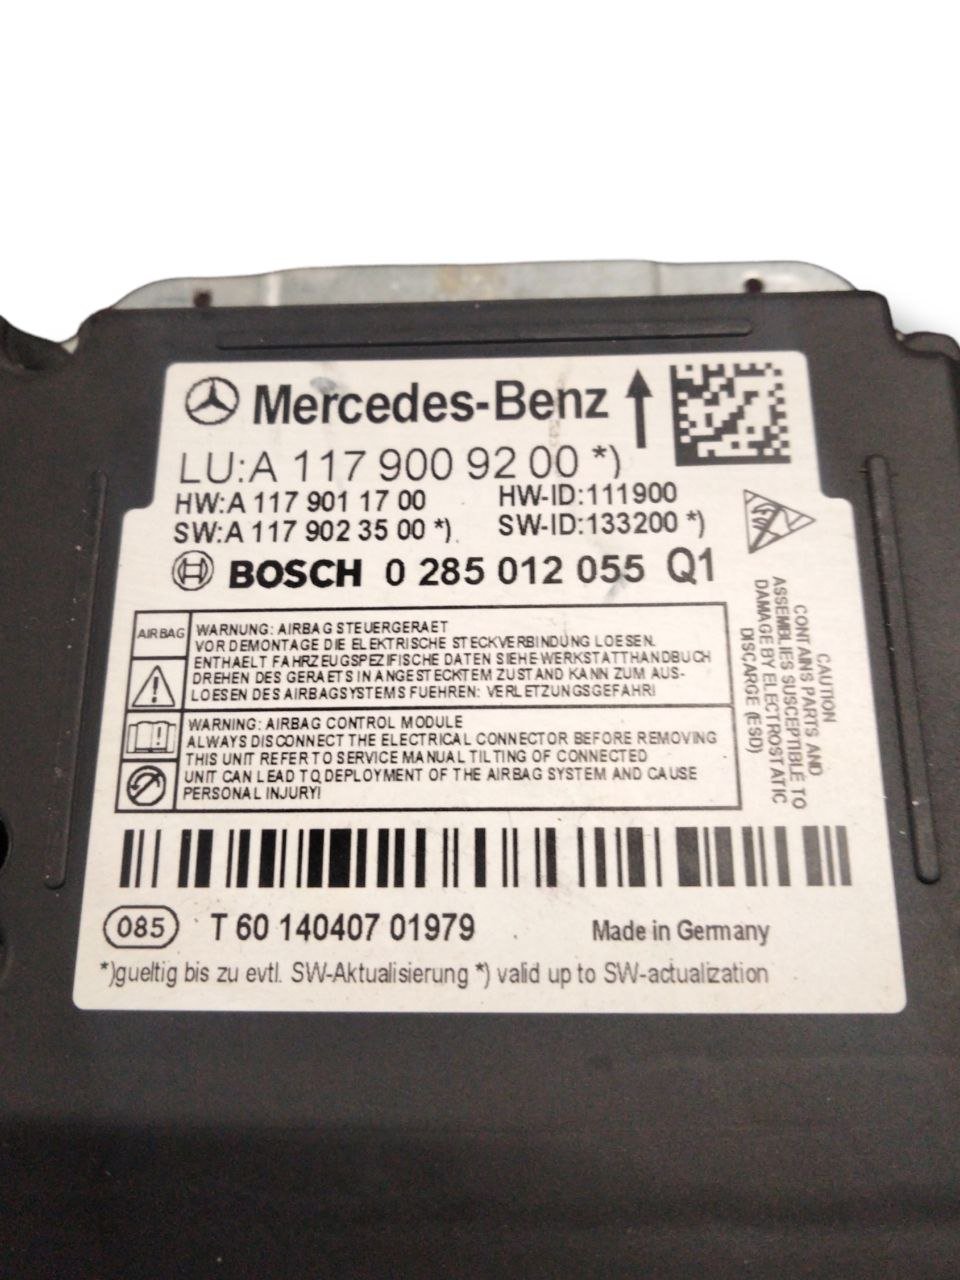 Mercedes-Benz
LU:A 117 900 92 00 *)
HW:A 117 901 17 00 HW-ID:111900
SW:A 117 902 35 00 *) SW-ID:133200 *)
BOSCH 0 285 012 055 Q1
AIRBAG
WARNUNG: AIRBAG STEUERGERAET
VOR DEMONTAGE DIE ELEKTRISCHE STECKVERBINDUNG LOESEN.
ENTHAELT FAHRZEUGSPEZIFISCHE DATEN SIEHE WERKSTATTHANDBUCH
DREHEN DES GERAETS IN ANGESTECKTEM ZUSTAND KANN ZUM AUS-
LOESEN DES AIRBAGSYSTEMS FUEHREN: VERLETZUNGSGEFAHR!
WARNING: AIRBAG CONTROL MODULE
ALWAYS DISCONNECT THE ELECTRICAL CONNECTOR BEFORE REMOVING
THIS UNIT REFER TO SERVICE MANUAL TILTING OF CONNECTED
UNIT CAN LEAD TO DEPLOYMENT OF THE AIRBAG SYSTEM AND CAUSE
PERSONAL INJURY!
CAUTION
CONTAINS PARTS AND
ASSEMBLIES SUSCEPTIBLE TO
DAMAGE BY ELECTROSTATIC
DISCARGE (ESD)
085 T 60 140407 01979 Made in Germany
*)gueltig bis zu evtl. SW-Aktualisierung *) valid up to SW-actualization